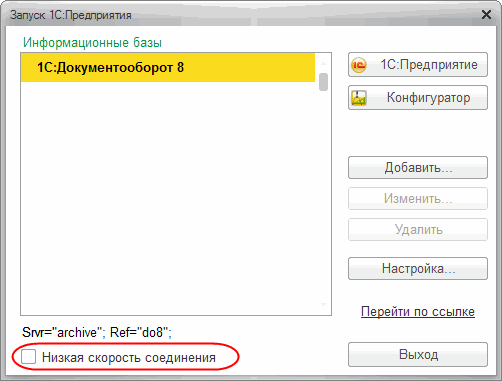 Запуск 1С:Предприятия
Информационные базы
1С:Документооборот 8
1С:Предприятие
Конфигуратор
Добавить...
Изменить...
Удалить
Настройка...
Перейти по ссылке
Srvr="archive"; Ref="do8";
Низкая скорость соединения
Выход